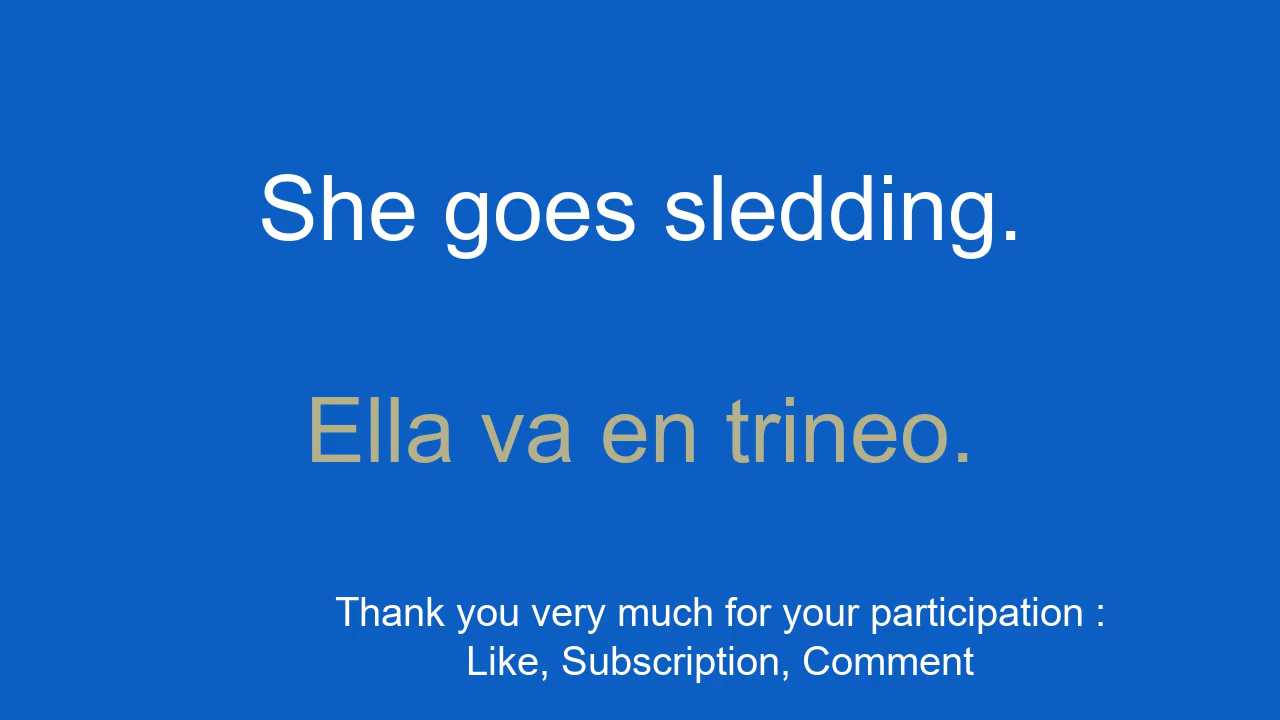 She goes sledding.
Ella va en trineo.
Thank you very much for your participation :
Like, Subscription, Comment